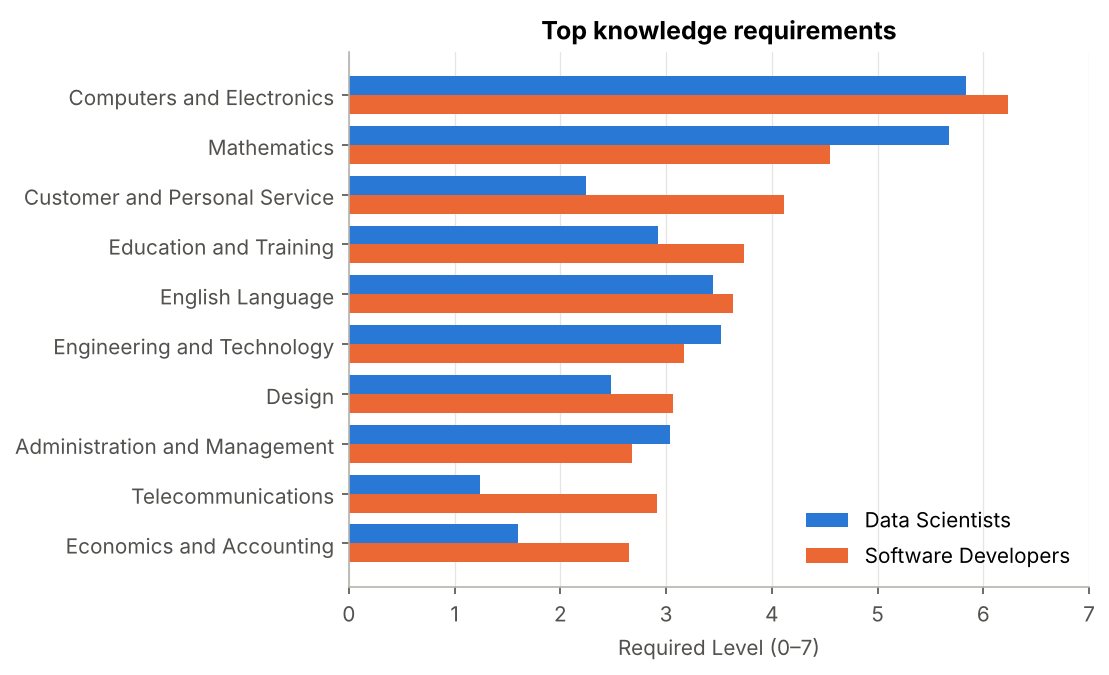 Top knowledge requirements
Computers and Electronics
Mathematics
Customer and Personal Service
Education and Training
English Language
Engineering and Technology
Design
Administration and Management
Telecommunications
Economics and Accounting
Data Scientists
Software Developers
0 1 2 3 4 5 6 7
Required Level (0–7)